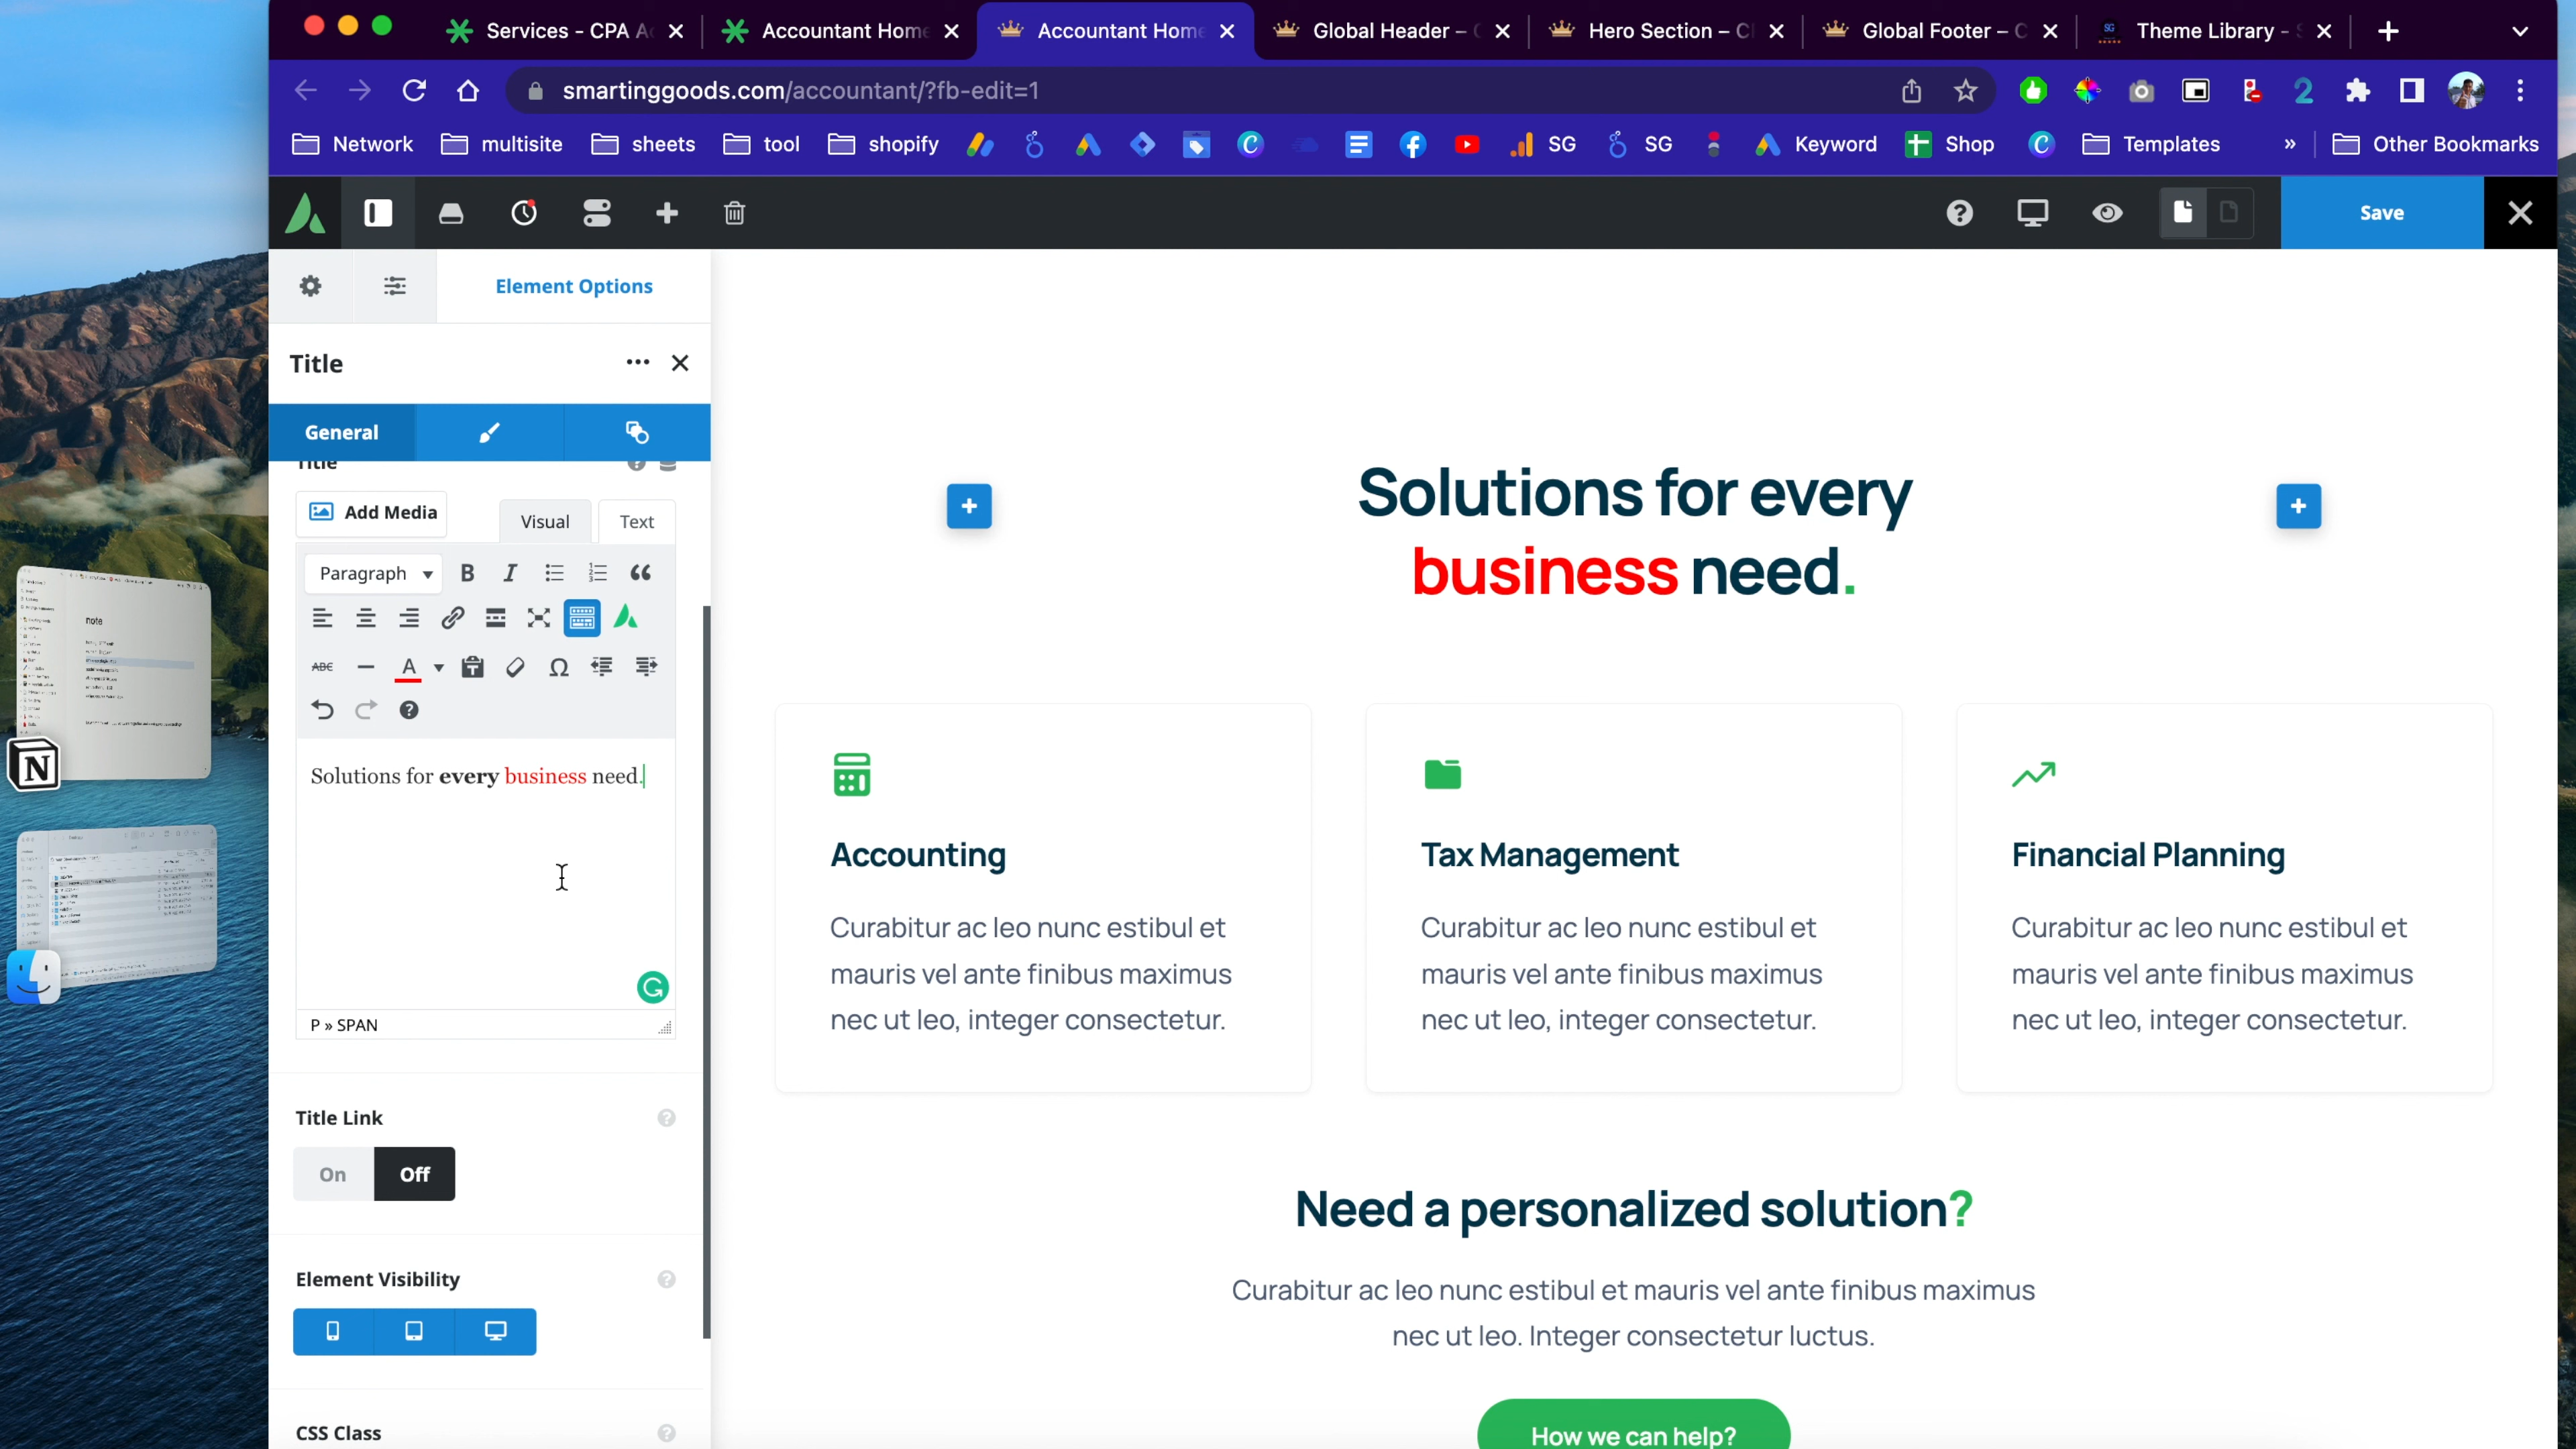 Services - CPA Ac
Accountant Home
Accountant Home
Global Header – C
Hero Section – Cl
Global Footer – C
Theme Library - S
smartinggoods.com/accountant/?fb-edit=1
Network
multisite
sheets
tool
shopify
SG
SG
Keyword
Shop
Templates
»
Other Bookmarks
Save
Element Options
Title
General
Title
Add Media
Visual
Text
Paragraph
B I
ABC
A
Solutions for every business need.
P » SPAN
Title Link
On
Off
Element Visibility
CSS Class
Solutions for every
business need.
Accounting
Curabitur ac leo nunc estibul et
mauris vel ante finibus maximus
nec ut leo, integer consectetur.
Tax Management
Curabitur ac leo nunc estibul et
mauris vel ante finibus maximus
nec ut leo, integer consectetur.
Financial Planning
Curabitur ac leo nunc estibul et
mauris vel ante finibus maximus
nec ut leo, integer consectetur.
Need a personalized solution?
Curabitur ac leo nunc estibul et mauris vel ante finibus maximus
nec ut leo. Integer consectetur luctus.
How we can help?
note